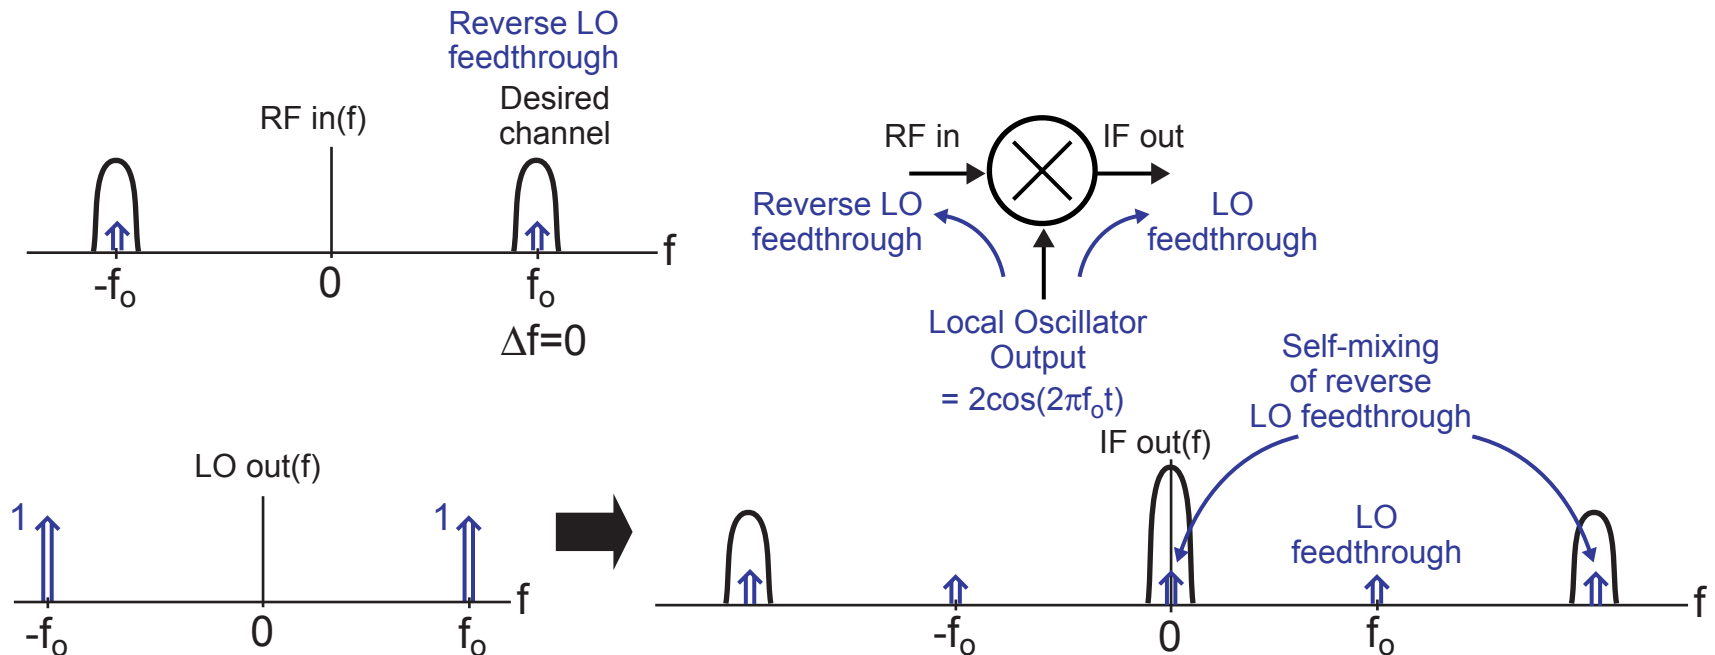 Reverse LO
feedthrough
Desired
channel
RF in(f)
-fₒ
0
fₒ
f
Δf=0
RF in
IF out
Reverse LO
feedthrough
LO
feedthrough
Local Oscillator
Output
= 2cos(2πfₒt)
Self-mixing
of reverse
LO feedthrough
LO out(f)
1
1
-fₒ
0
fₒ
f
IF out(f)
LO
feedthrough
-fₒ
0
fₒ
f